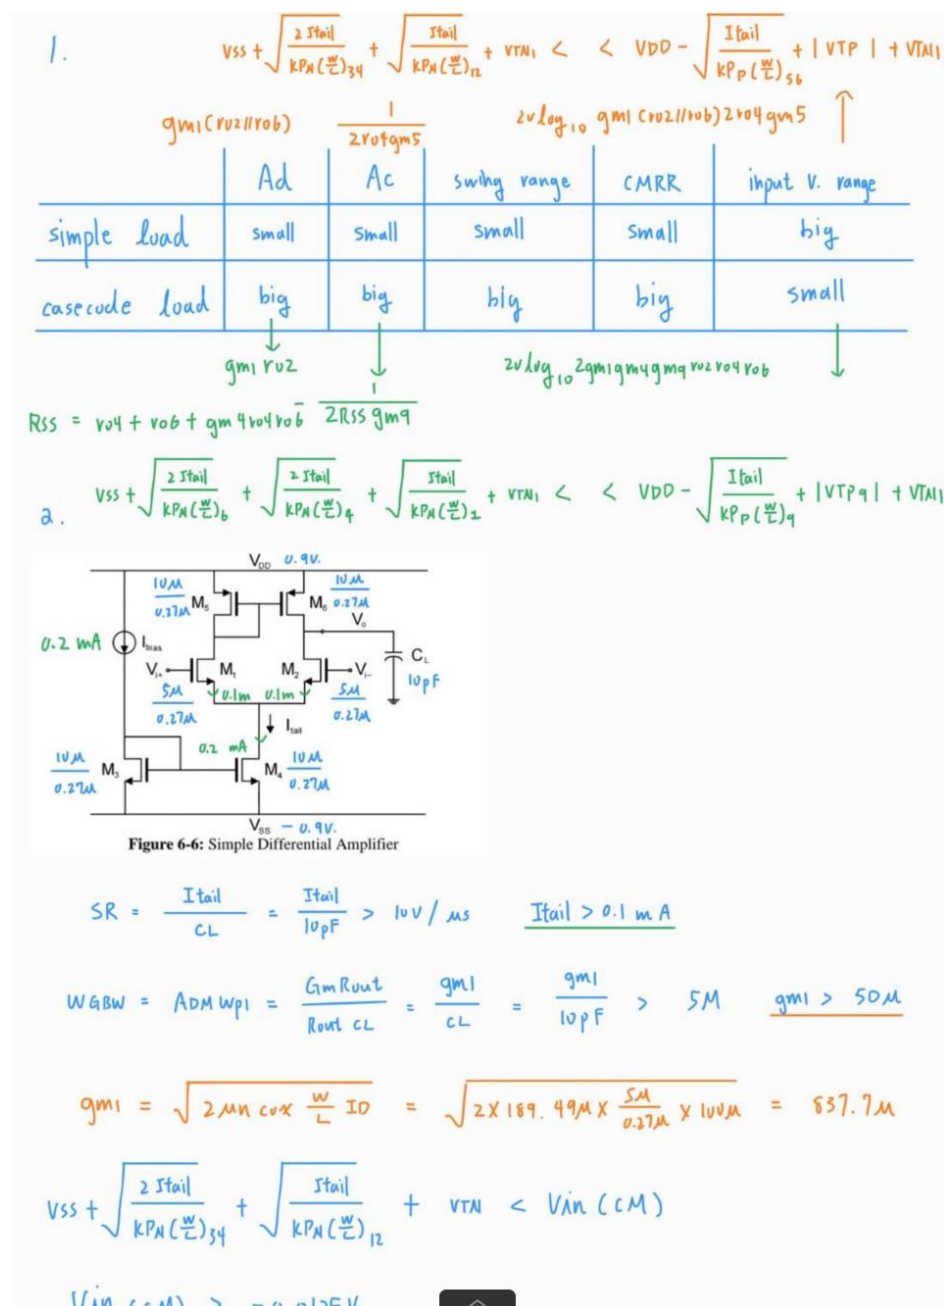 1. VSS + √(2 Itail / KPN(W/L)34) + √(Itail / KPN(W/L)12) + VTN1 < < VDD - √(Itail / KPP(W/L)56) + |VTP| + VTN1
gm1(ro2//ro6) 1 / 2ro4gm5 20log10 gm1(ro2//ro6)2ro4gm5
Ad Ac swing range CMRR input V. range
simple load small small small small big
casecode load big big big big small
gm1ro2 1 / 2Rss gm9 20log10 2gm1gm4gm9ro2ro4ro6
RSS = ro4 + ro6 + gm4ro4ro6
2. VSS + √(2 Itail / KPN(W/L)6) + √(2 Itail / KPN(W/L)4) + √(Itail / KPN(W/L)2) + VTN1 < < VDD - √(Itail / KPP(W/L)9) + |VTP9| + VTN1
VDD 0.9V.
10M / 0.27M M5 M6 10M / 0.27M
Vo
0.2 mA Ibias
Vi+ M1 M2 Vi- CL 10pF
5M / 0.27M 0.1m 0.1m 5M / 0.27M
Itail
0.2 mA
10M / 0.27M M3 M4 10M / 0.27M
VSS - 0.9V.
Figure 6-6: Simple Differential Amplifier
SR = Itail / CL = Itail / 10pF > 10V/μs Itail > 0.1 mA
WGBW = ADM Wp1 = GmRout / Rout CL = gm1 / CL = gm1 / 10pF > 5M gm1 > 50M
gm1 = √(2 Mn cox W/L ID) = √(2 × 189.49M × 5M / 0.27M × 100M) = 837.7M
VSS + √(2 Itail / KPN(W/L)34) + √(Itail / KPN(W/L)12) + VTN < Vin(CM)